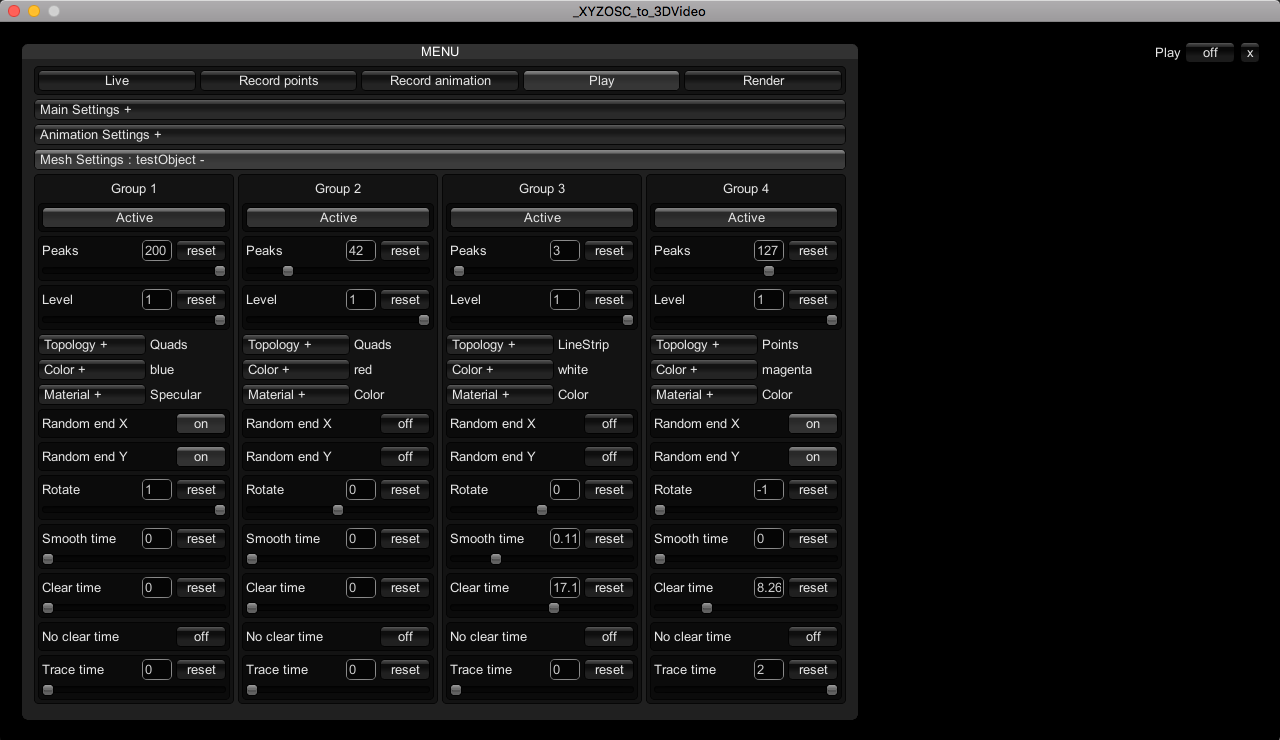 _XYZOSC_to_3DVideo
MENU
Play off x
Live Record points Record animation Play Render
Main Settings +
Animation Settings +
Mesh Settings : testObject -
Group 1 Group 2 Group 3 Group 4
Active Active Active Active
Peaks 200 reset Peaks 42 reset Peaks 3 reset Peaks 127 reset
Level 1 reset Level 1 reset Level 1 reset Level 1 reset
Topology + Quads Topology + Quads Topology + LineStrip Topology + Points
Color + blue Color + red Color + white Color + magenta
Material + Specular Material + Color Material + Color Material + Color
Random end X on Random end X off Random end X off Random end X on
Random end Y on Random end Y off Random end Y off Random end Y on
Rotate 1 reset Rotate 0 reset Rotate 0 reset Rotate -1 reset
Smooth time 0 reset Smooth time 0 reset Smooth time 0.11 reset Smooth time 0 reset
Clear time 0 reset Clear time 0 reset Clear time 17.1 reset Clear time 8.26 reset
No clear time off No clear time off No clear time off No clear time off
Trace time 0 reset Trace time 0 reset Trace time 0 reset Trace time 2 reset